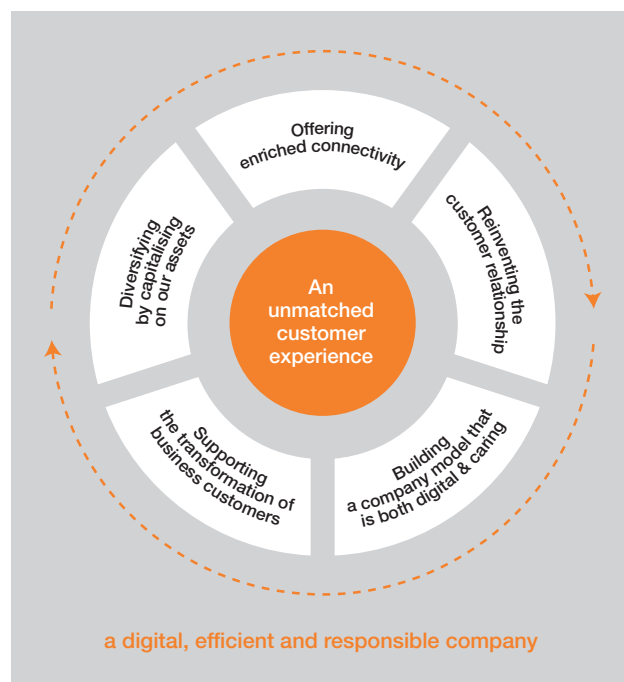 Offering
enriched connectivity
Reinventing the
customer relationship
Building
a company model that
is both digital & caring
Supporting
the transformation of
business customers
Diversifying
by capitalising
on our assets
An
unmatched
customer
experience
a digital, efficient and responsible company